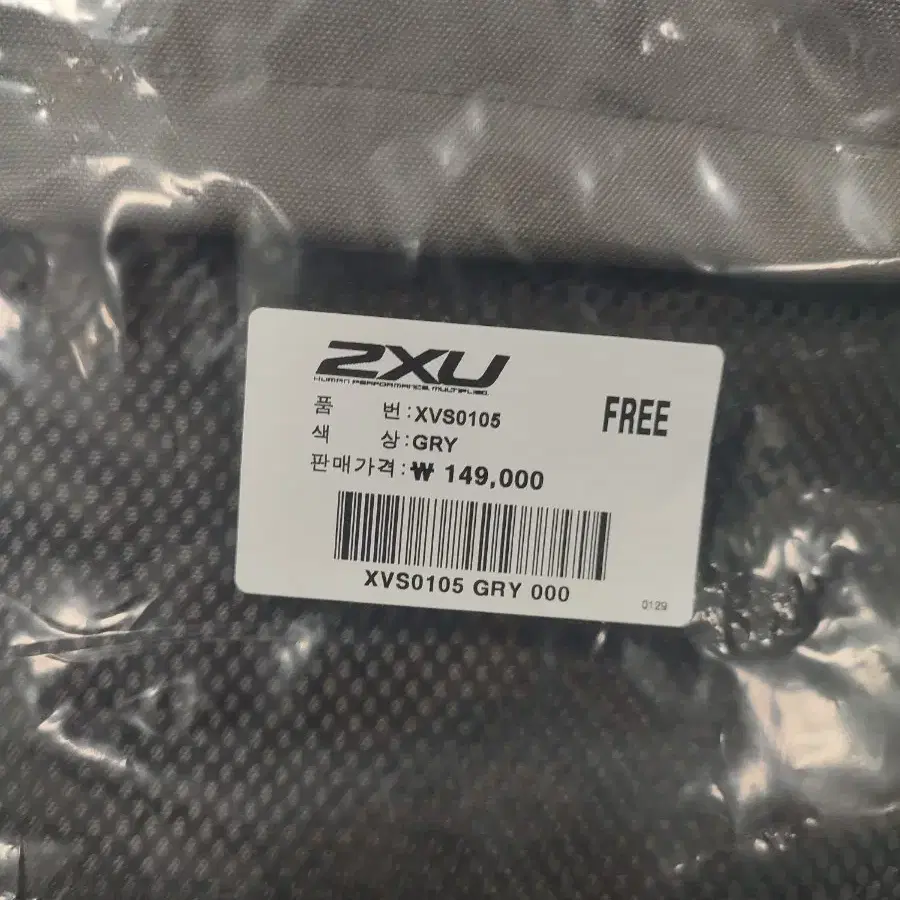 2XU
HUMAN PERFORMANCE. MULTIPLIED.
품 번 : XVS0105
FREE
색 상 : GRY
판매가격 : ₩ 149,000
XVS0105 GRY 000
0129